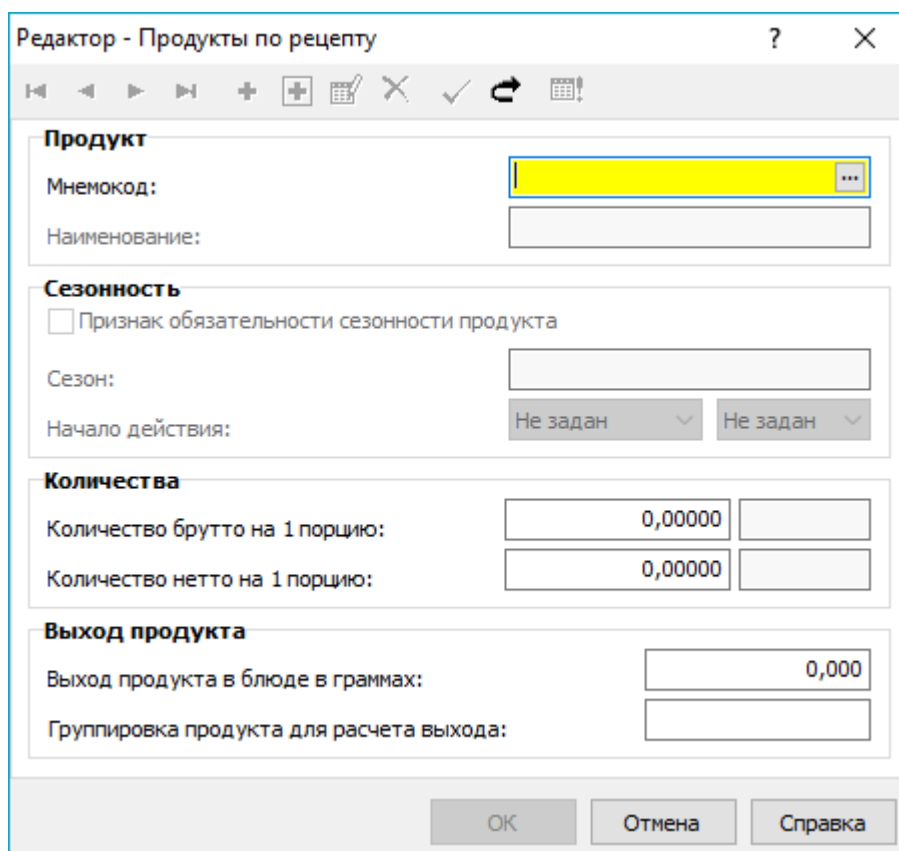 Редактор - Продукты по рецепту
?
Продукт
Мнемокод:
...
Наименование:
Сезонность
Признак обязательности сезонности продукта
Сезон:
Начало действия: Не задан Не задан
Количества
Количество брутто на 1 порцию: 0,00000
Количество нетто на 1 порцию: 0,00000
Выход продукта
Выход продукта в блюде в граммах: 0,000
Группировка продукта для расчета выхода:
ОК Отмена Справка